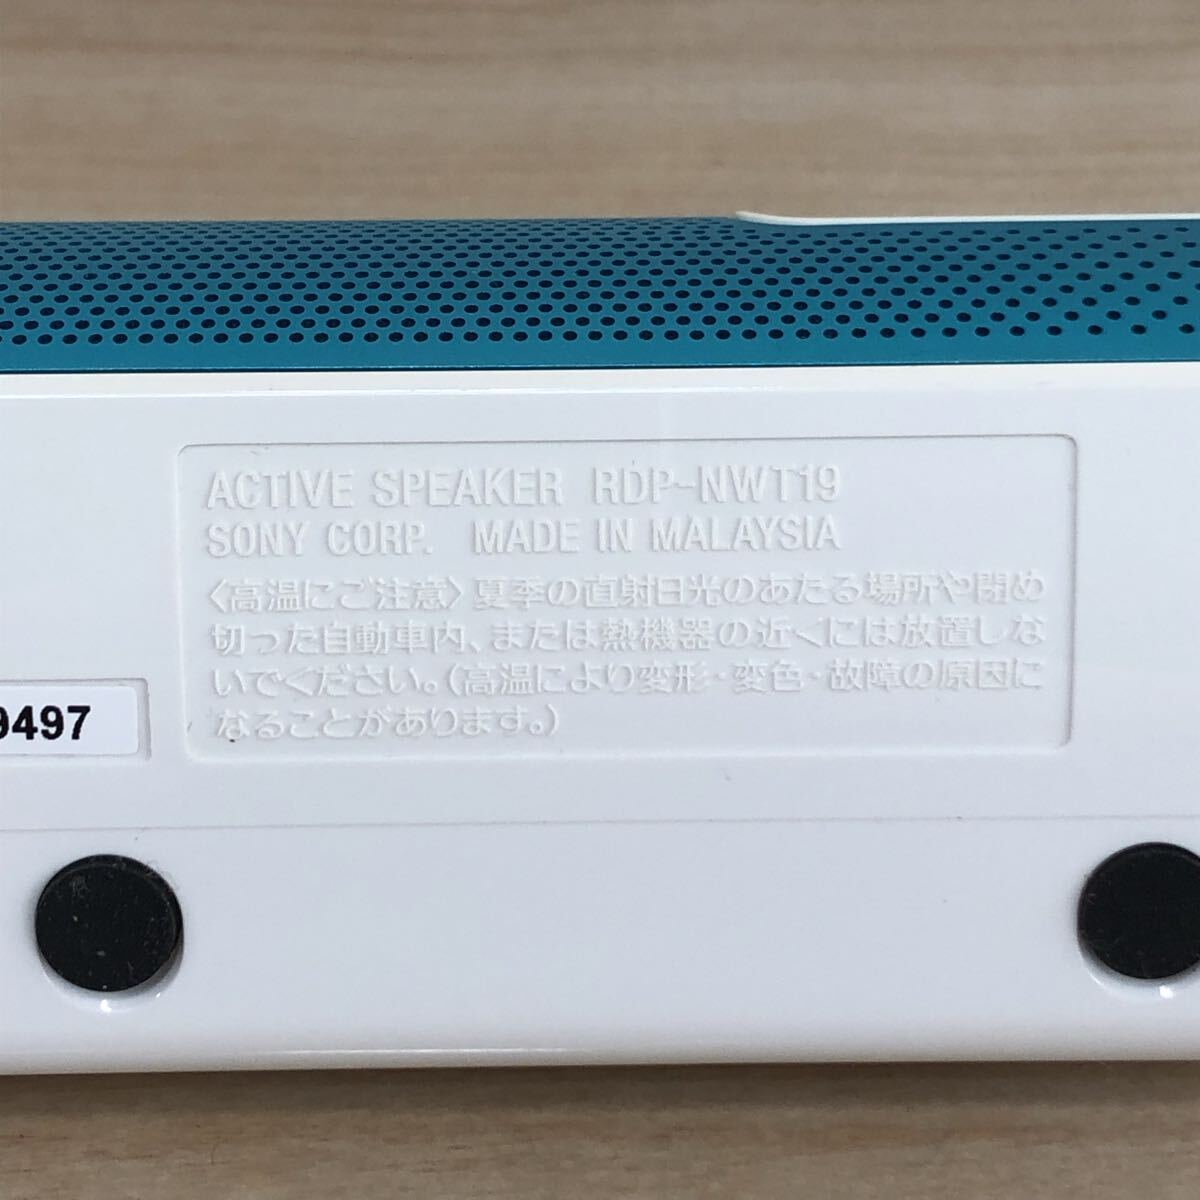 ACTIVE SPEAKER RDP-NWT19
SONY CORP. MADE IN MALAYSIA
〈高温にご注意〉夏季の直射日光のあたる場所や閉め
切った自動車内、または熱機器の近くには放置しな
いでください。(高温により変形・変色・故障の原因に
なることがあります。)
9497